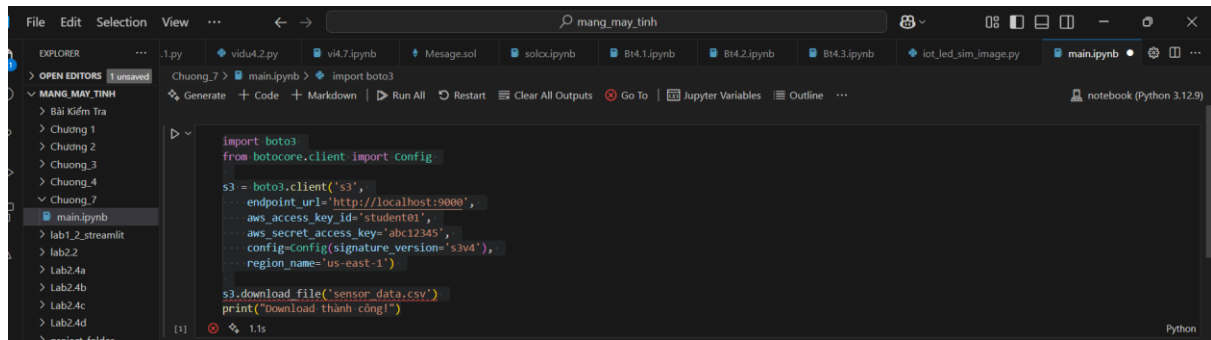 File Edit Selection View ... mang_may_tinh
EXPLORER ... .1.py vidu4.2.py vi4.7.ipynb Mesage.sol solcx.ipynb Bt4.1.ipynb Bt4.2.ipynb Bt4.3.ipynb iot_led_sim_image.py main.ipynb ...
OPEN EDITORS 1 unsaved Chuong_7 > main.ipynb > import boto3
MANG_MAY_TINH Generate + Code + Markdown | Run All Restart Clear All Outputs Go To | Jupyter Variables Outline ... notebook (Python 3.12.9)
Bài Kiểm Tra
Chương 1
Chương 2
Chuong_3
Chuong_4
Chuong_7
main.ipynb
lab1_2_streamlit
lab2.2
Lab2.4a
Lab2.4b
Lab2.4c
Lab2.4d
project-folder
import boto3
from botocore.client import Config
s3 = boto3.client('s3',
endpoint_url='http://localhost:9000',
aws_access_key_id='student01',
aws_secret_access_key='abc12345',
config=Config(signature_version='s3v4'),
region_name='us-east-1')
s3.download_file('sensor_data.csv')
print("Download thành công!")
[1] 1.1s Python